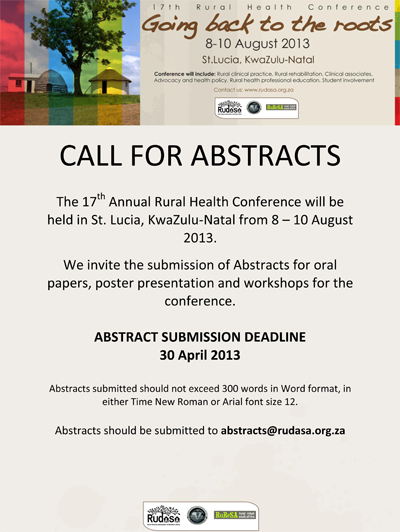 17th Rural Health Conference
Going back to the roots
8-10 August 2013
St.Lucia, KwaZulu-Natal
Conference will include: Rural clinical practice, Rural rehabilitation, Clinical associates,
Advocacy and health policy, Rural health professional education, Student involvement
Contact us: www.rudasa.org.za
Rudasa
RuReSA
CALL FOR ABSTRACTS
The 17th Annual Rural Health Conference will be
held in St. Lucia, KwaZulu-Natal from 8 – 10 August
2013.
We invite the submission of Abstracts for oral
papers, poster presentation and workshops for the
conference.
ABSTRACT SUBMISSION DEADLINE
30 April 2013
Abstracts submitted should not exceed 300 words in Word format, in
either Time New Roman or Arial font size 12.
Abstracts should be submitted to abstracts@rudasa.org.za
Rudasa
RuReSA